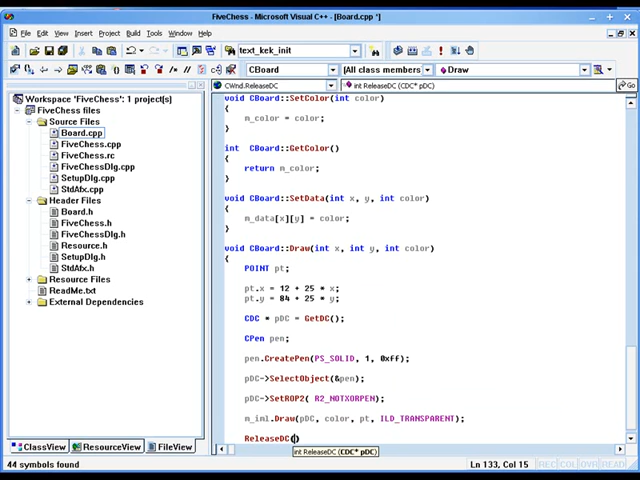 FiveChess - Microsoft Visual C++ - [Board.cpp *]
File Edit View Insert Project Build Tools Window Help
text_kek_init
CBoard [All class members] Draw
CWnd.ReleaseDC int ReleaseDC (CDC* pDC) Go
Workspace "FiveChess": 1 project(s)
FiveChess files
Source Files
Board.cpp
FiveChess.cpp
FiveChess.rc
FiveChessDlg.cpp
SetupDlg.cpp
StdAfx.cpp
Header Files
Board.h
FiveChess.h
FiveChessDlg.h
Resource.h
SetupDlg.h
StdAfx.h
Resource Files
ReadMe.txt
External Dependencies
void CBoard::SetColor(int color)
{
m_color = color;
}
int CBoard::GetColor()
{
return m_color;
}
void CBoard::SetData(int x, y, int color)
{
m_data[x][y] = color;
}
void CBoard::Draw(int x, int y, int color)
{
POINT pt;
pt.x = 12 + 25 * x;
pt.y = 84 + 25 * y;
CDC * pDC = GetDC();
CPen pen;
pen.CreatePen(PS_SOLID, 1, 0xff);
pDC->SelectObject(&pen);
pDC->SetROP2( R2_NOTXORPEN);
m_iml.Draw(pDC, color, pt, ILD_TRANSPARENT);
ReleaseDC()
int ReleaseDC (CDC* pDC)
ClassView ResourceView FileView
44 symbols found Ln 133, Col 15 REC COL OVR READ